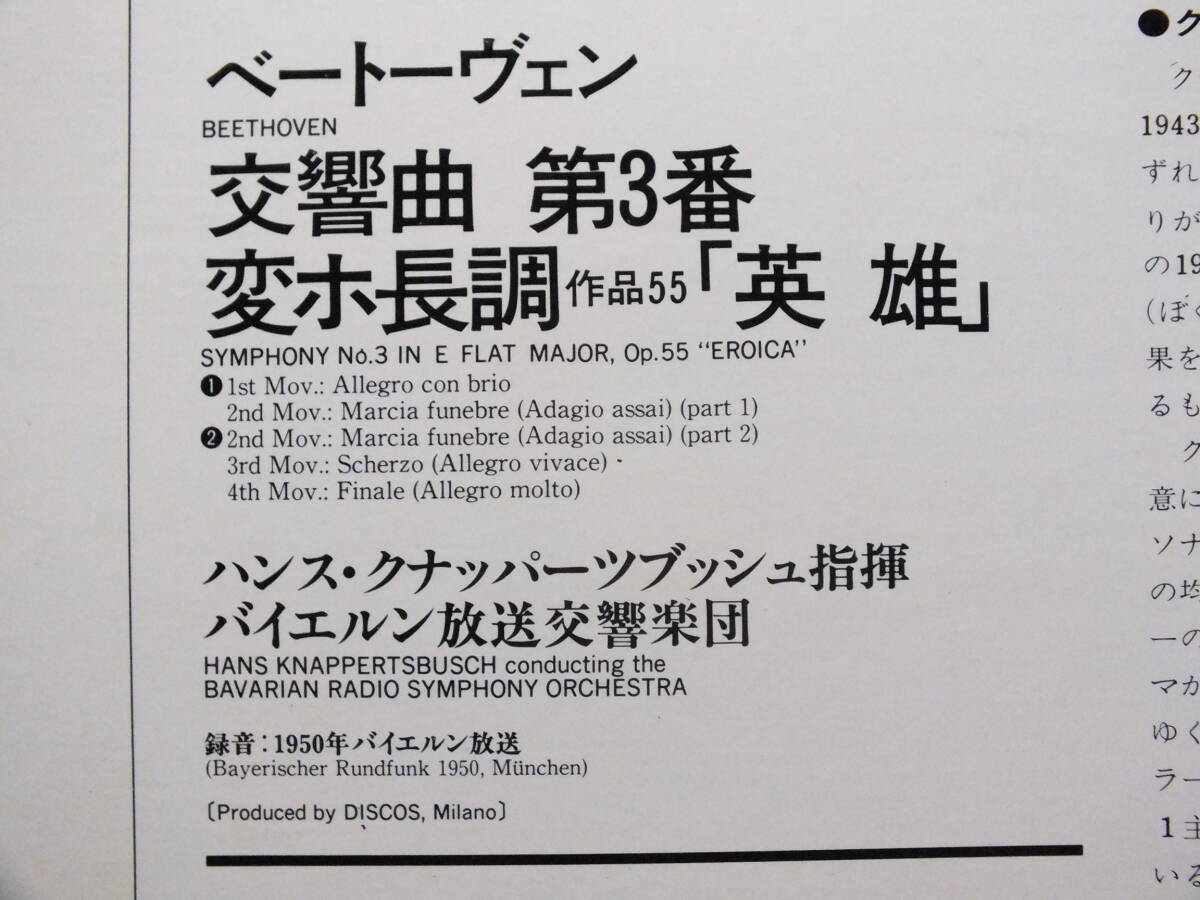 ベートーヴェン
BEETHOVEN
交響曲 第3番
変ホ長調 作品55「英 雄」
SYMPHONY No.3 IN E FLAT MAJOR, Op.55 “EROICA”
❶ 1st Mov.: Allegro con brio
2nd Mov.: Marcia funebre (Adagio assai) (part 1)
❷ 2nd Mov.: Marcia funebre (Adagio assai) (part 2)
3rd Mov.: Scherzo (Allegro vivace)
4th Mov.: Finale (Allegro molto)
ハンス・クナッパーツブッシュ指揮
バイエルン放送交響楽団
HANS KNAPPERTSBUSCH conducting the
BAVARIAN RADIO SYMPHONY ORCHESTRA
録音：1950年バイエルン放送
(Bayerischer Rundfunk 1950, München)
〔Produced by DISCOS, Milano〕
●ク
ク
1943
ずれ
りが
の19
(ぼく
果を
るも
ク
意に
ソナ
の均
ーの
マが
ゆく
ラー
1主
いる